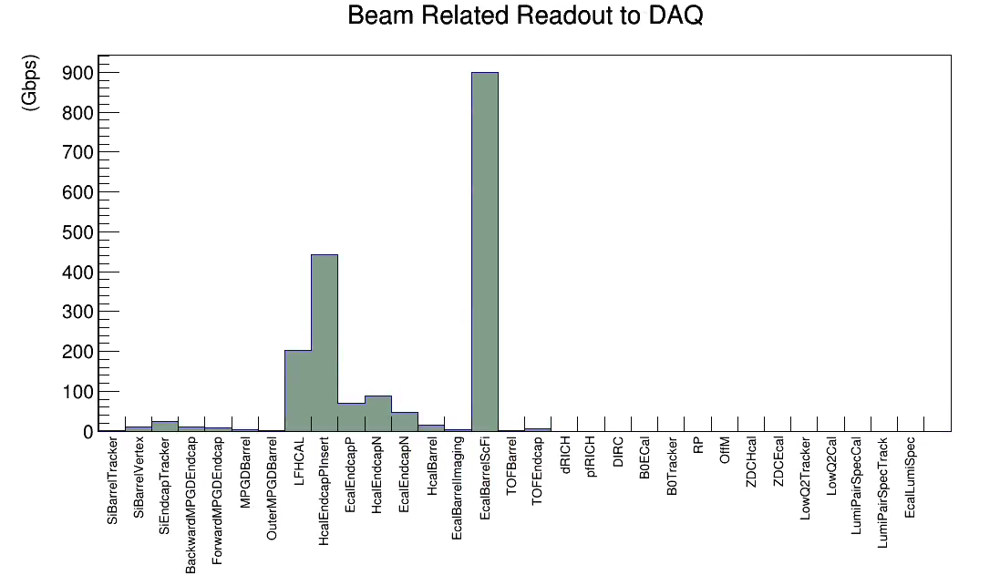 Beam Related Readout to DAQ
(Gbps)
900
800
700
600
500
400
300
200
100
0
SiBarrelTracker
SiBarrelVertex
SiEndcapTracker
BackwardMPGDEndcap
ForwardMPGDEndcap
MPGDBarrel
OuterMPGDBarrel
LFHCAL
HcalEndcapPInsert
EcalEndcapP
HcalEndcapN
EcalEndcapN
HcalBarrel
EcalBarrelImaging
EcalBarrelSciFi
TOFBarrel
TOFEndcap
dRICH
pfRICH
DIRC
B0ECal
B0Tracker
RP
OffM
ZDCHcal
ZDCEcal
LowQ2Tracker
LowQ2Cal
LumiPairSpecCal
LumiPairSpecTrack
EcalLumiSpec